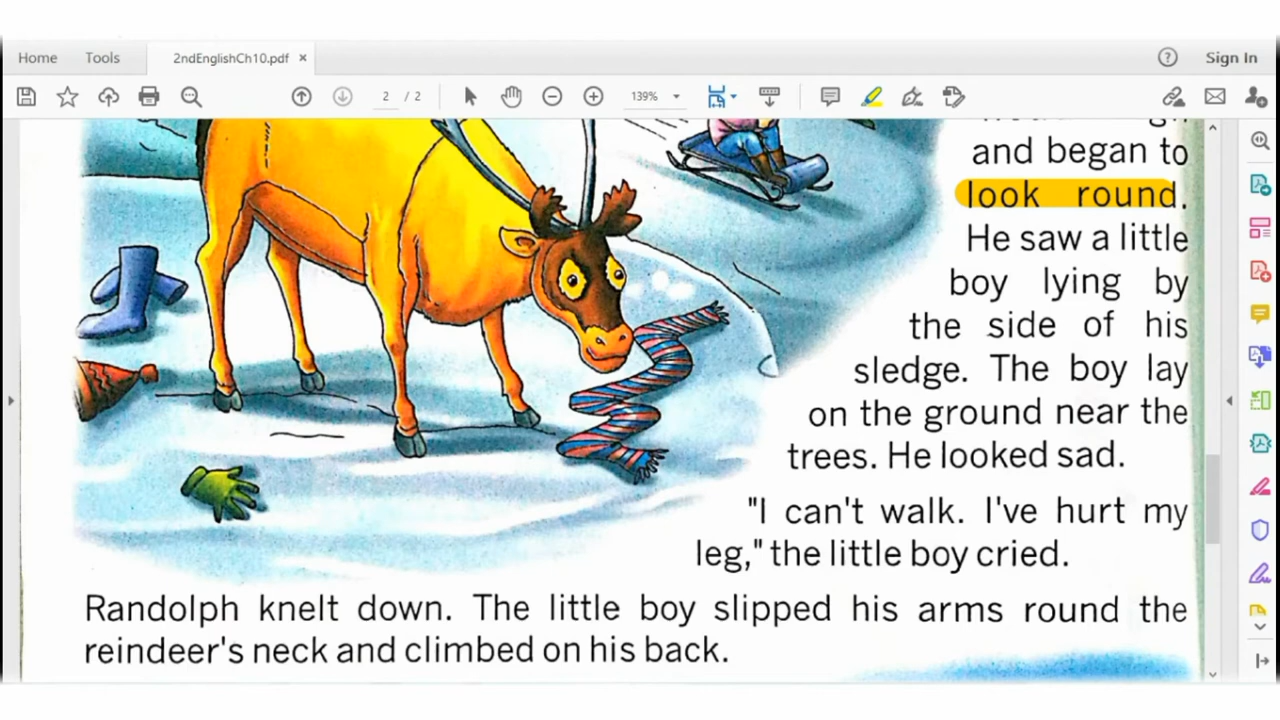 Home Tools 2ndEnglishCh10.pdf × Sign In
2 / 2 139%
and began to
look round.
He saw a little
boy lying by
the side of his
sledge. The boy lay
on the ground near the
trees. He looked sad.
"I can't walk. I've hurt my
leg," the little boy cried.
Randolph knelt down. The little boy slipped his arms round the
reindeer's neck and climbed on his back.